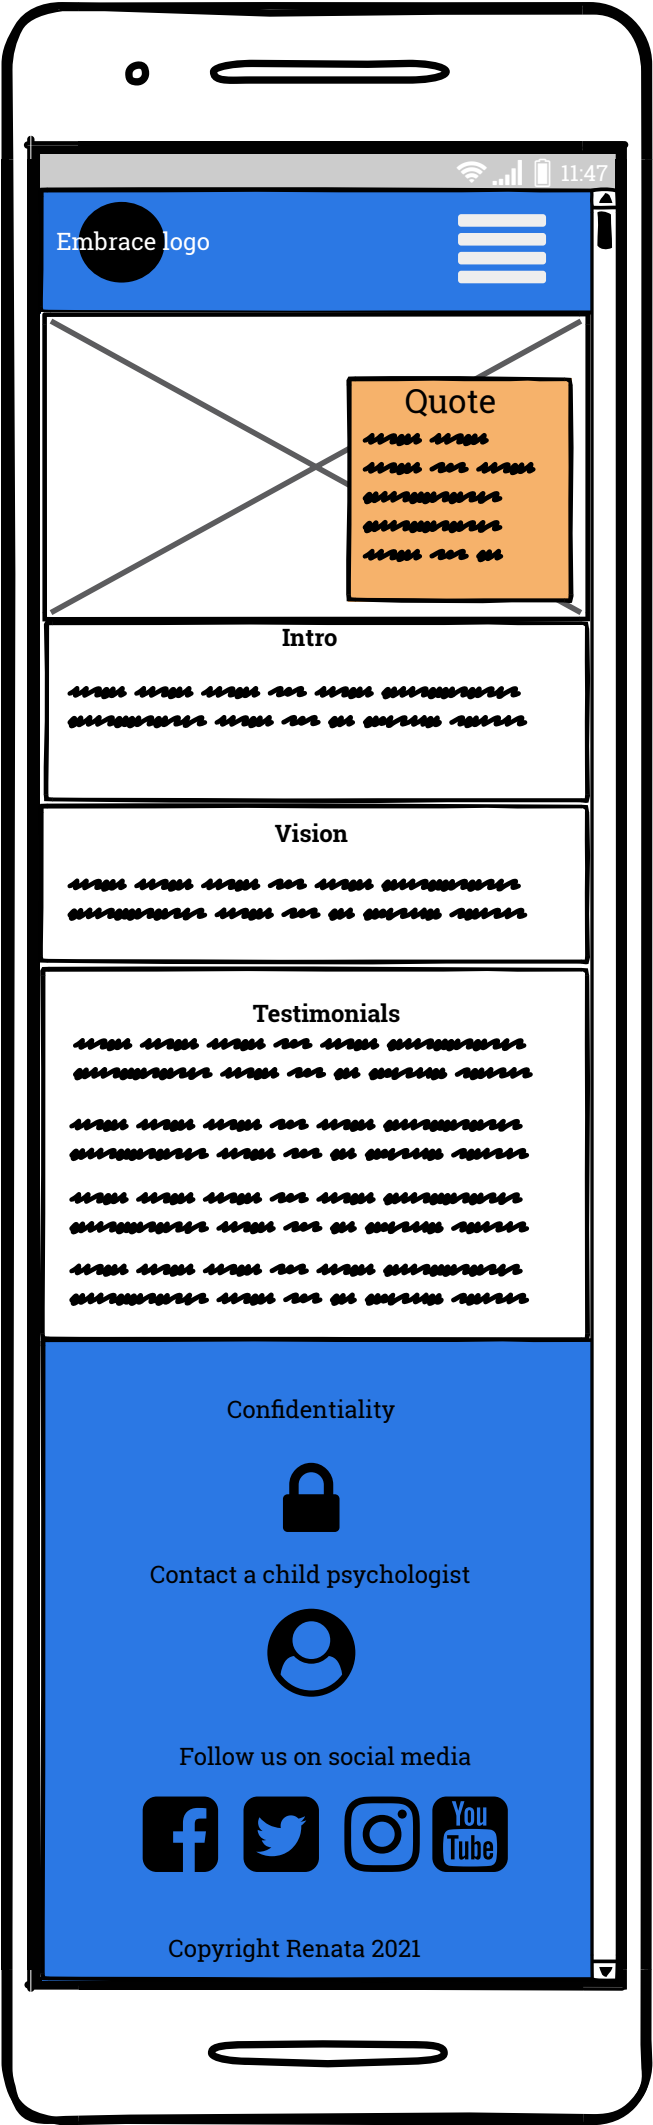 11:47
Embrace logo
Quote
Intro
Vision
Testimonials
Confidentiality
Contact a child psychologist
Follow us on social media
You
Tube
Copyright Renata 2021